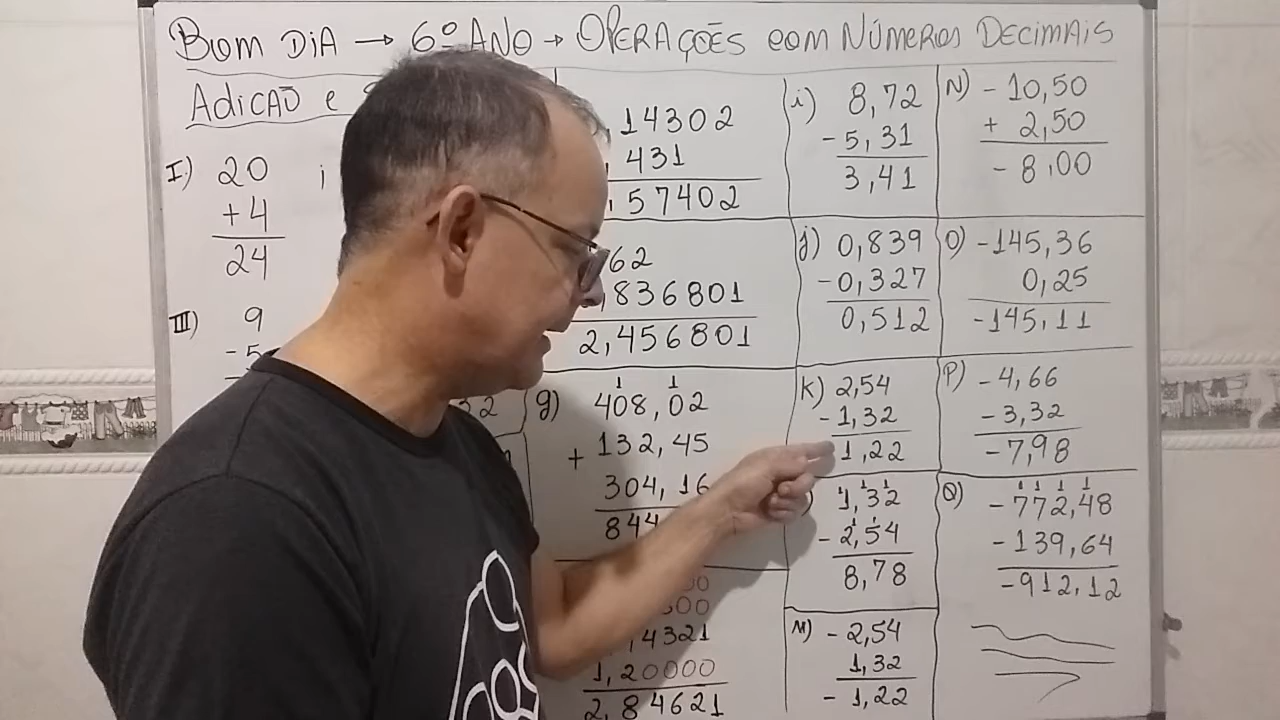 BOM DIA → 6º ANO → OPERAÇÕES COM NÚMEROS DECIMAIS
ADICAÕ e
I) 20
+4
24
III) 9
-5
14302
431
57402
62
836801
2,456801
g) 408,02
+ 132,45
304,16
844
4321
1,20000
2,84621
i) 8,72
- 5,31
3,41
j) 0,839
-0,327
0,512
K) 2,54
- 1,32
1,22
1,32
- 2,54
8,78
M) - 2,54
1,32
- 1,22
N) - 10,50
+ 2,50
- 8,00
O) -145,36
0,25
-145,11
P) - 4,66
- 3,32
- 7,98
Q) -772,48
- 139,64
-912,12